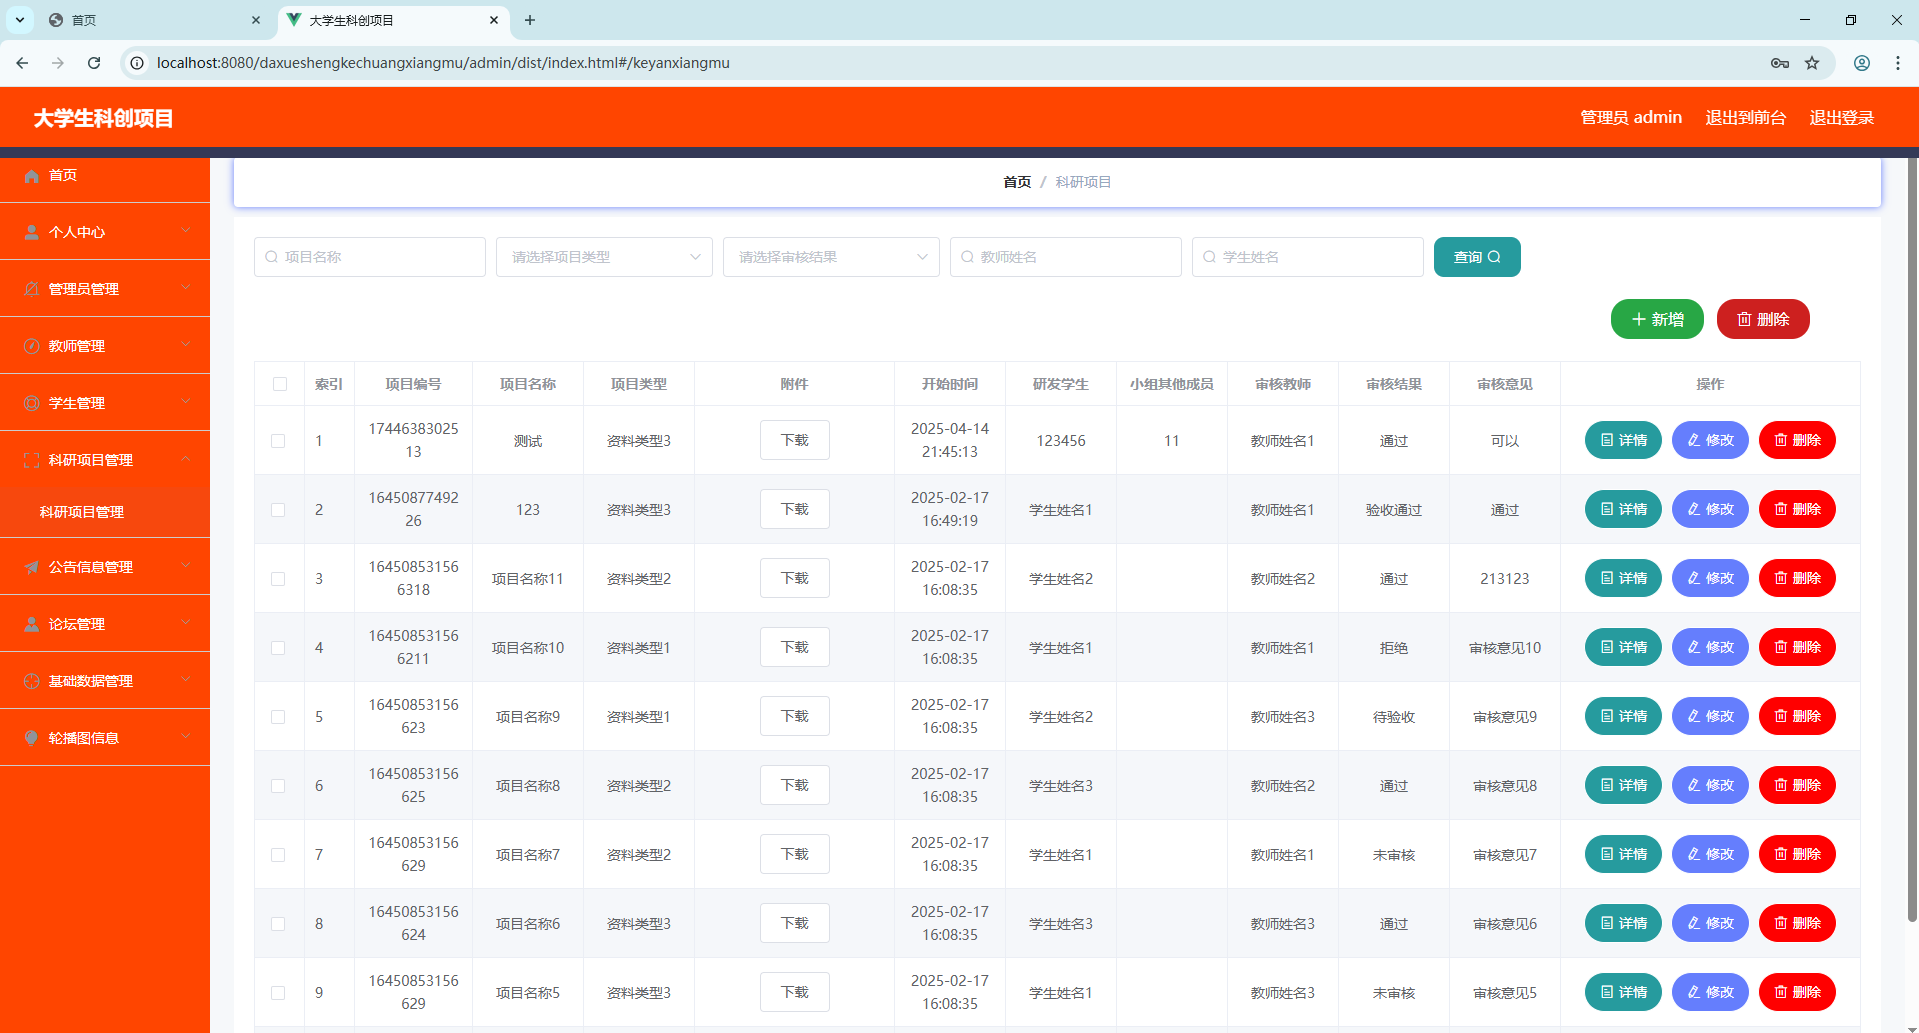 首页
大学生科创项目
localhost:8080/daxueshengkechuangxiangmu/admin/dist/index.html#/keyanxiangmu
大学生科创项目
管理员 admin 退出到前台 退出登录
首页
个人中心
管理员管理
教师管理
学生管理
科研项目管理
科研项目管理
公告信息管理
论坛管理
基础数据管理
轮播图信息
首页 / 科研项目
项目名称 请选择项目类型 请选择审核结果 教师姓名 学生姓名 查询
新增 删除
索引 项目编号 项目名称 项目类型 附件 开始时间 研发学生 小组其他成员 审核教师 审核结果 审核意见 操作
1 17446383025 测试 资料类型3 下载 2025-04-14 123456 11 教师姓名1 通过 可以 详情 修改 删除
13 21:45:13
2 16450877492 123 资料类型3 下载 2025-02-17 学生姓名1 教师姓名1 验收通过 通过 详情 修改 删除
26 16:49:19
3 16450853156 项目名称11 资料类型2 下载 2025-02-17 学生姓名2 教师姓名2 通过 213123 详情 修改 删除
6318 16:08:35
4 16450853156 项目名称10 资料类型1 下载 2025-02-17 学生姓名1 教师姓名1 拒绝 审核意见10 详情 修改 删除
6211 16:08:35
5 16450853156 项目名称9 资料类型1 下载 2025-02-17 学生姓名2 教师姓名3 待验收 审核意见9 详情 修改 删除
623 16:08:35
6 16450853156 项目名称8 资料类型2 下载 2025-02-17 学生姓名3 教师姓名2 通过 审核意见8 详情 修改 删除
625 16:08:35
7 16450853156 项目名称7 资料类型2 下载 2025-02-17 学生姓名1 教师姓名1 未审核 审核意见7 详情 修改 删除
629 16:08:35
8 16450853156 项目名称6 资料类型3 下载 2025-02-17 学生姓名3 教师姓名3 通过 审核意见6 详情 修改 删除
624 16:08:35
9 16450853156 项目名称5 资料类型3 下载 2025-02-17 学生姓名1 教师姓名3 未审核 审核意见5 详情 修改 删除
629 16:08:35